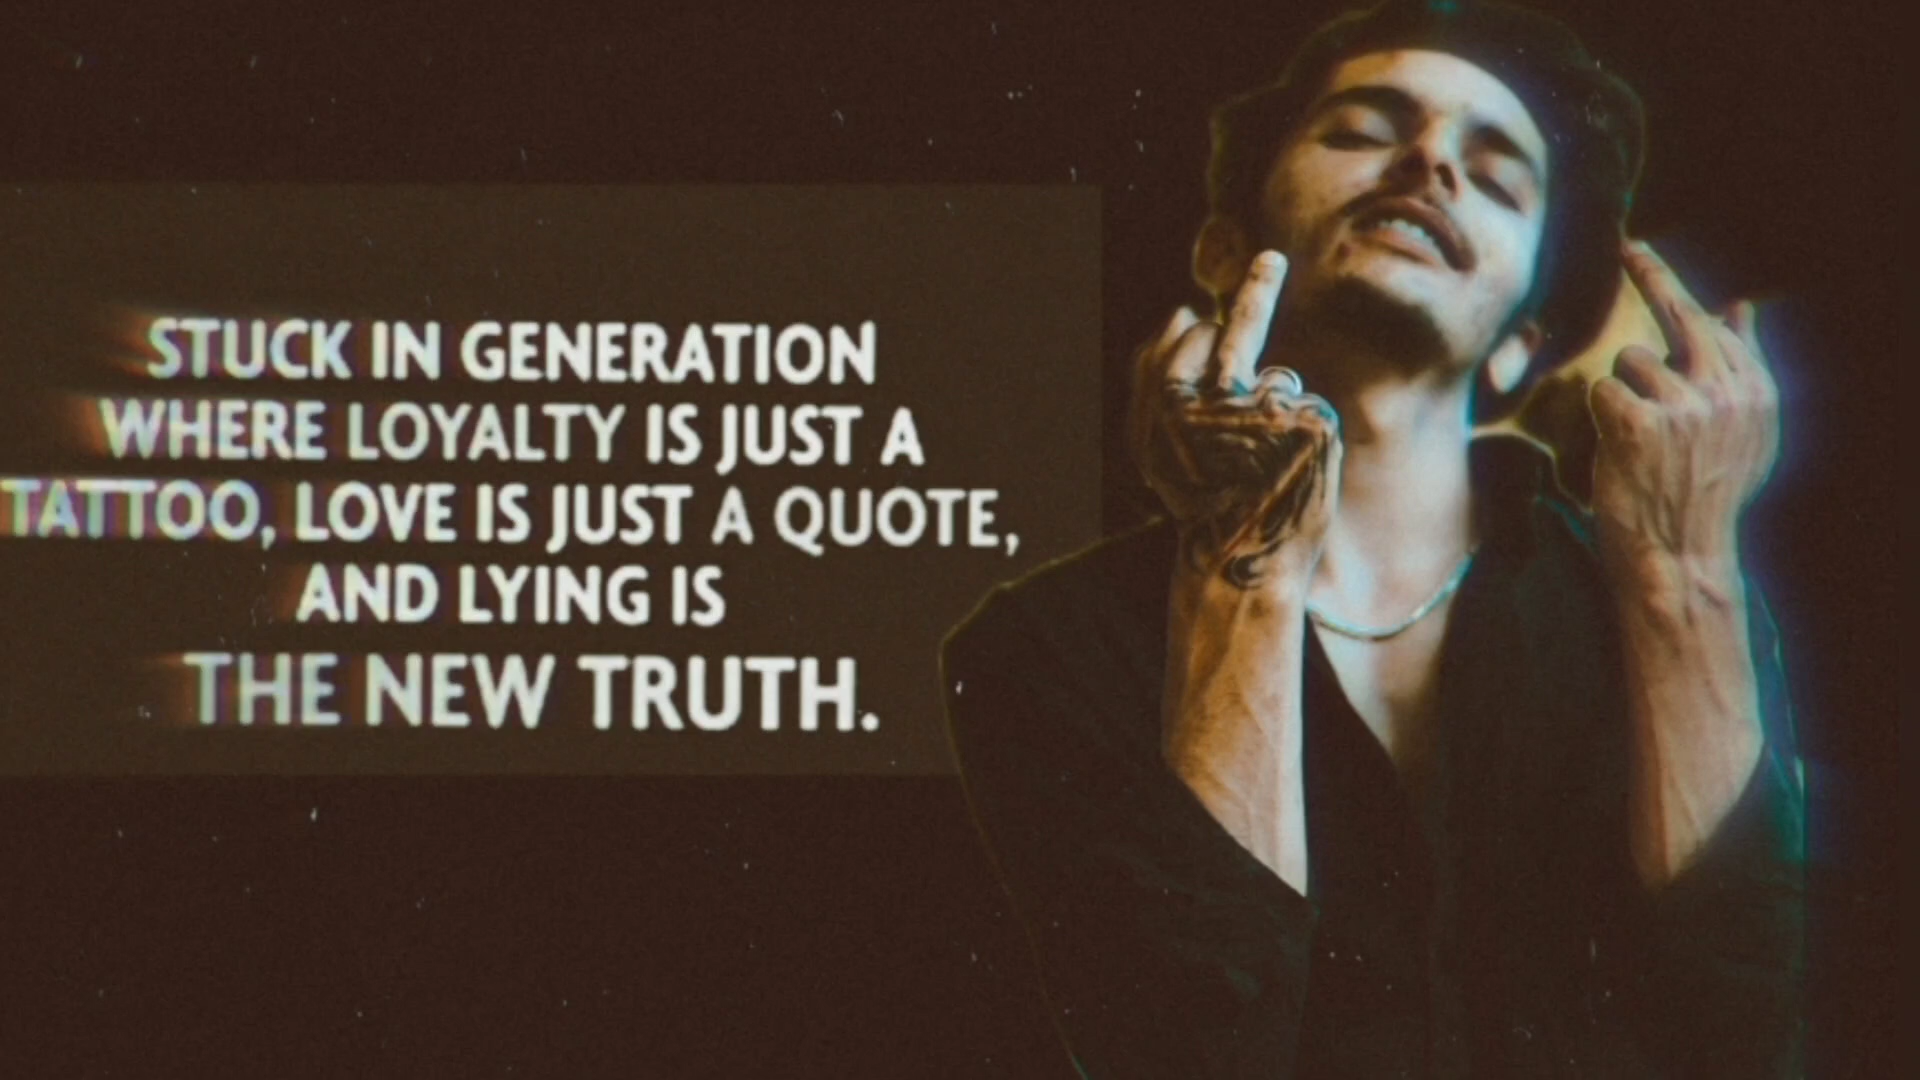 STUCK IN GENERATION
WHERE LOYALTY IS JUST A
TATTOO, LOVE IS JUST A QUOTE,
AND LYING IS
THE NEW TRUTH.